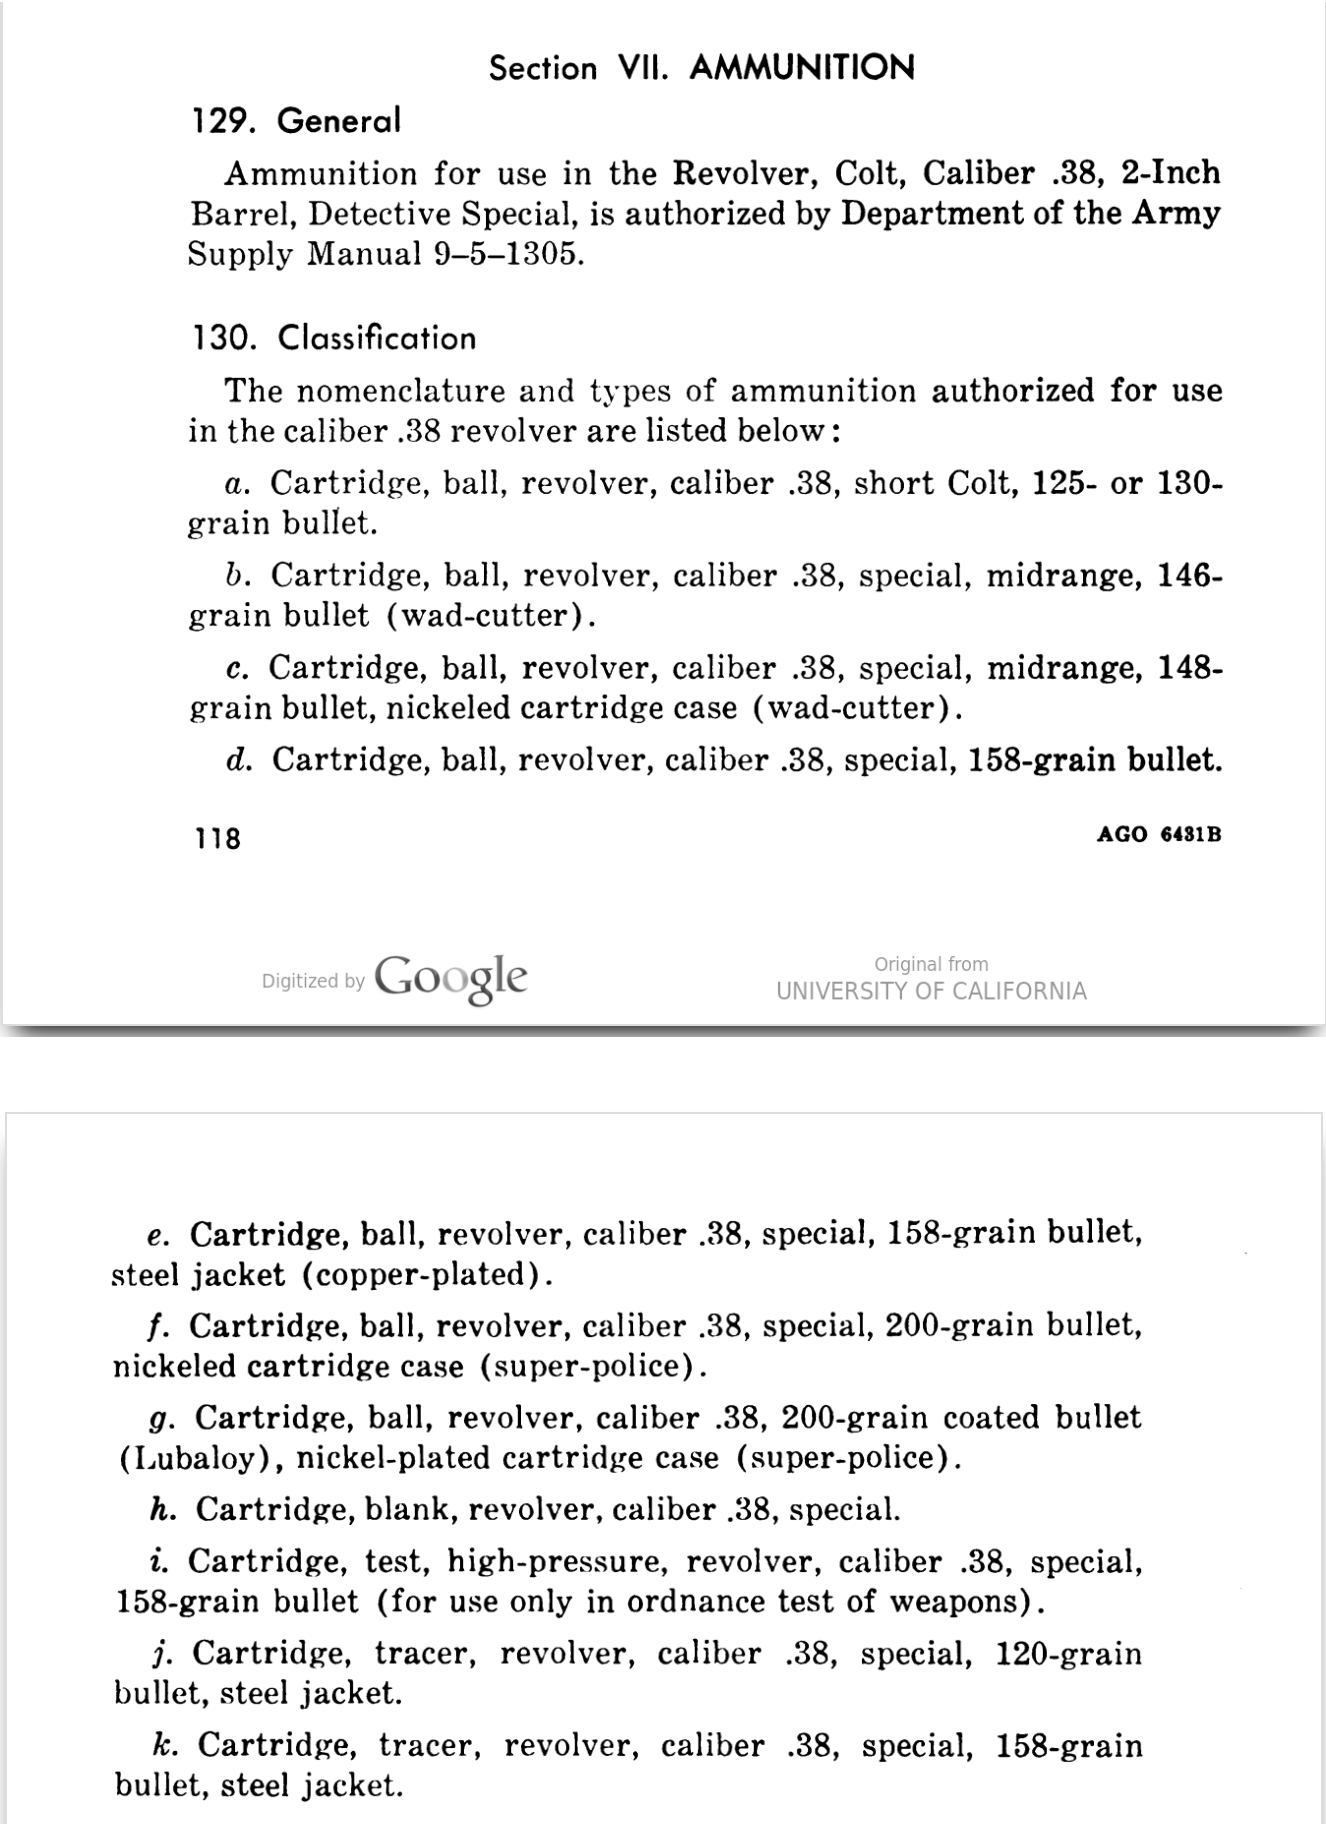 Section VII. AMMUNITION
129. General
Ammunition for use in the Revolver, Colt, Caliber .38, 2-Inch
Barrel, Detective Special, is authorized by Department of the Army
Supply Manual 9–5–1305.
130. Classification
The nomenclature and types of ammunition authorized for use
in the caliber .38 revolver are listed below:
a. Cartridge, ball, revolver, caliber .38, short Colt, 125- or 130-
grain bullet.
b. Cartridge, ball, revolver, caliber .38, special, midrange, 146-
grain bullet (wad-cutter).
c. Cartridge, ball, revolver, caliber .38, special, midrange, 148-
grain bullet, nickeled cartridge case (wad-cutter).
d. Cartridge, ball, revolver, caliber .38, special, 158-grain bullet.
118 AGO 6431B
Digitized by Google
Original from
UNIVERSITY OF CALIFORNIA
e. Cartridge, ball, revolver, caliber .38, special, 158-grain bullet,
steel jacket (copper-plated).
f. Cartridge, ball, revolver, caliber .38, special, 200-grain bullet,
nickeled cartridge case (super-police).
g. Cartridge, ball, revolver, caliber .38, 200-grain coated bullet
(Lubaloy), nickel-plated cartridge case (super-police).
h. Cartridge, blank, revolver, caliber .38, special.
i. Cartridge, test, high-pressure, revolver, caliber .38, special,
158-grain bullet (for use only in ordnance test of weapons).
j. Cartridge, tracer, revolver, caliber .38, special, 120-grain
bullet, steel jacket.
k. Cartridge, tracer, revolver, caliber .38, special, 158-grain
bullet, steel jacket.